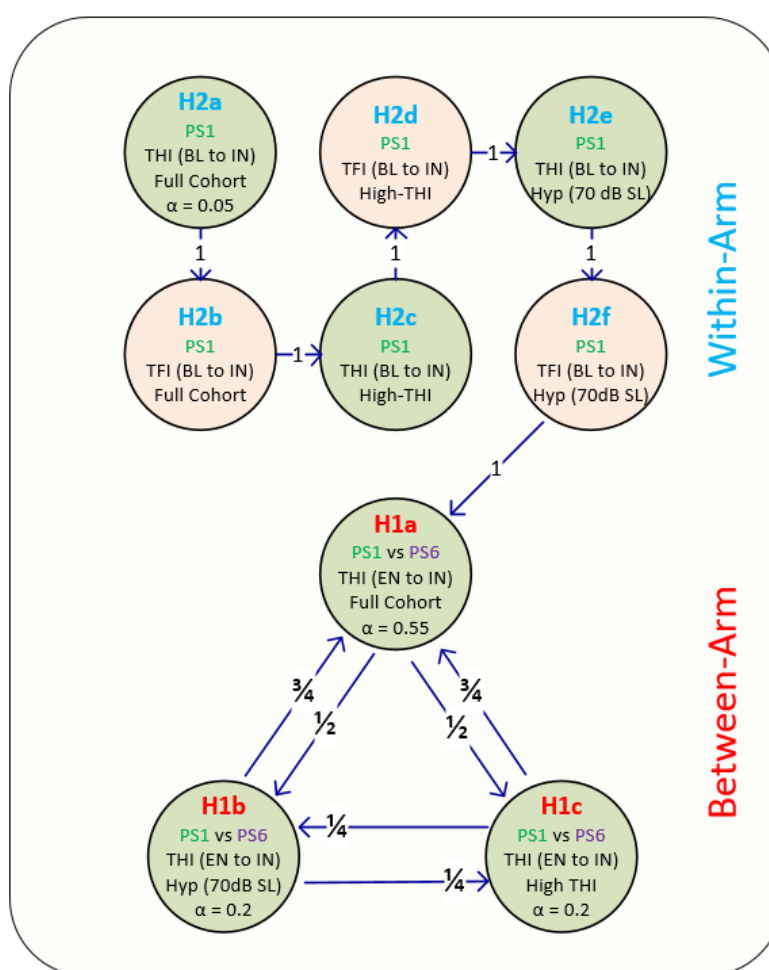 H2a
PS1
THI (BL to IN)
Full Cohort
α = 0.05
H2d
PS1
TFI (BL to IN)
High-THI
1
H2e
PS1
THI (BL to IN)
Hyp (70 dB SL)
1
1
1
H2b
PS1
TFI (BL to IN)
Full Cohort
1
H2c
PS1
THI (BL to IN)
High-THI
H2f
PS1
TFI (BL to IN)
Hyp (70dB SL)
Within-Arm
1
H1a
PS1 vs PS6
THI (EN to IN)
Full Cohort
α = 0.55
¾
½
½
¾
H1b
PS1 vs PS6
THI (EN to IN)
Hyp (70dB SL)
α = 0.2
¼
¼
H1c
PS1 vs PS6
THI (EN to IN)
High THI
α = 0.2
Between-Arm